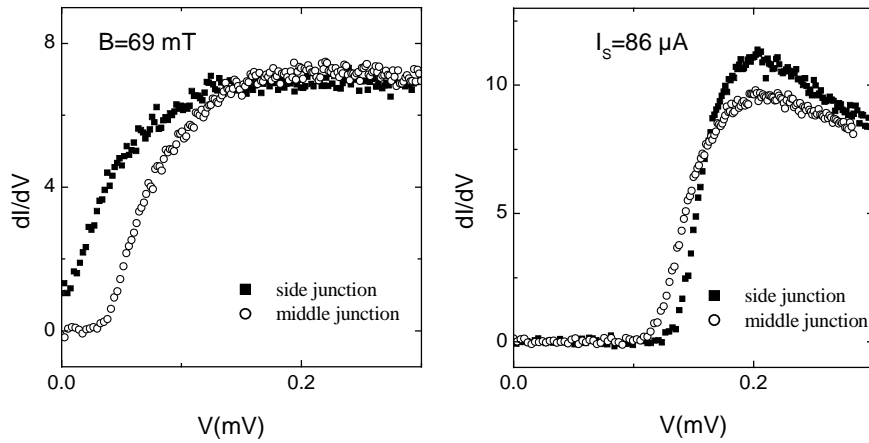 B=69 mT
8
4
0
dI/dV
side junction
middle junction
0.0
0.2
V(mV)
I_S=86 µA
10
5
0
dI/dV
side junction
middle junction
0.0
0.2
V(mV)